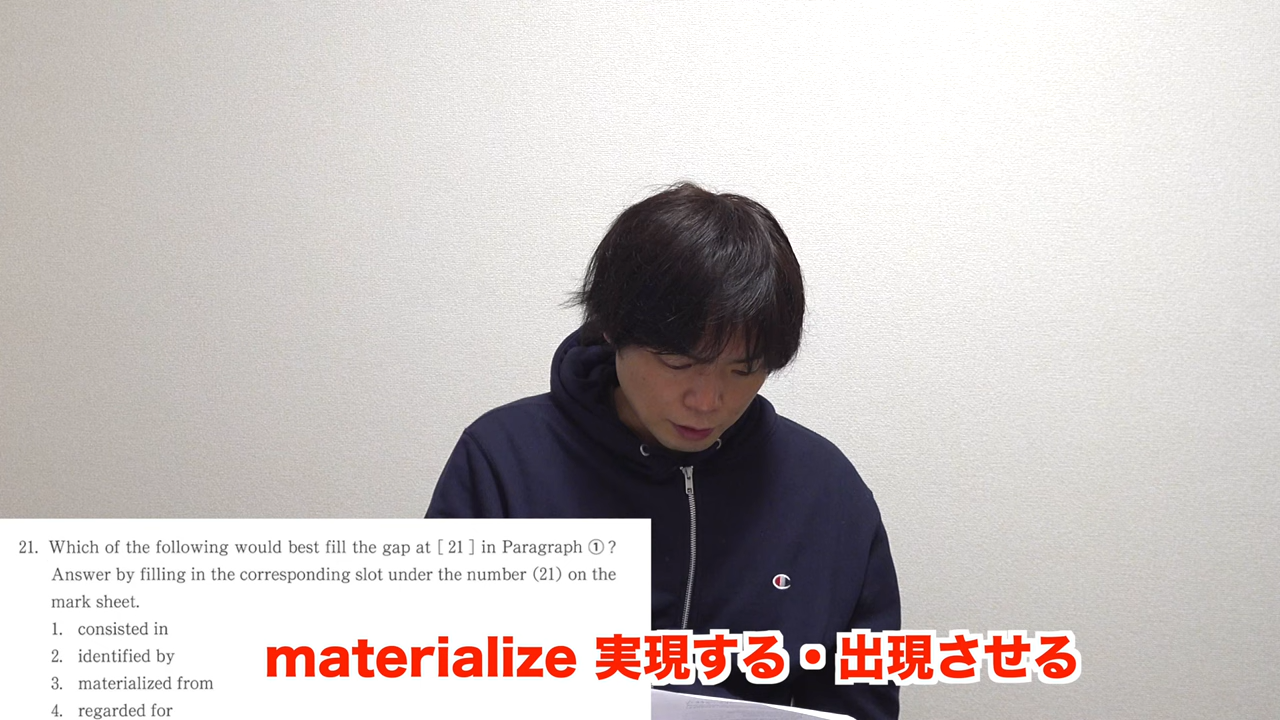 21. Which of the following would best fill the gap at [ 21 ] in Paragraph ①?
Answer by filling in the corresponding slot under the number (21) on the
mark sheet.
1. consisted in
2. identified by
3. materialized from
4. regarded for
materialize 実現する・出現させる